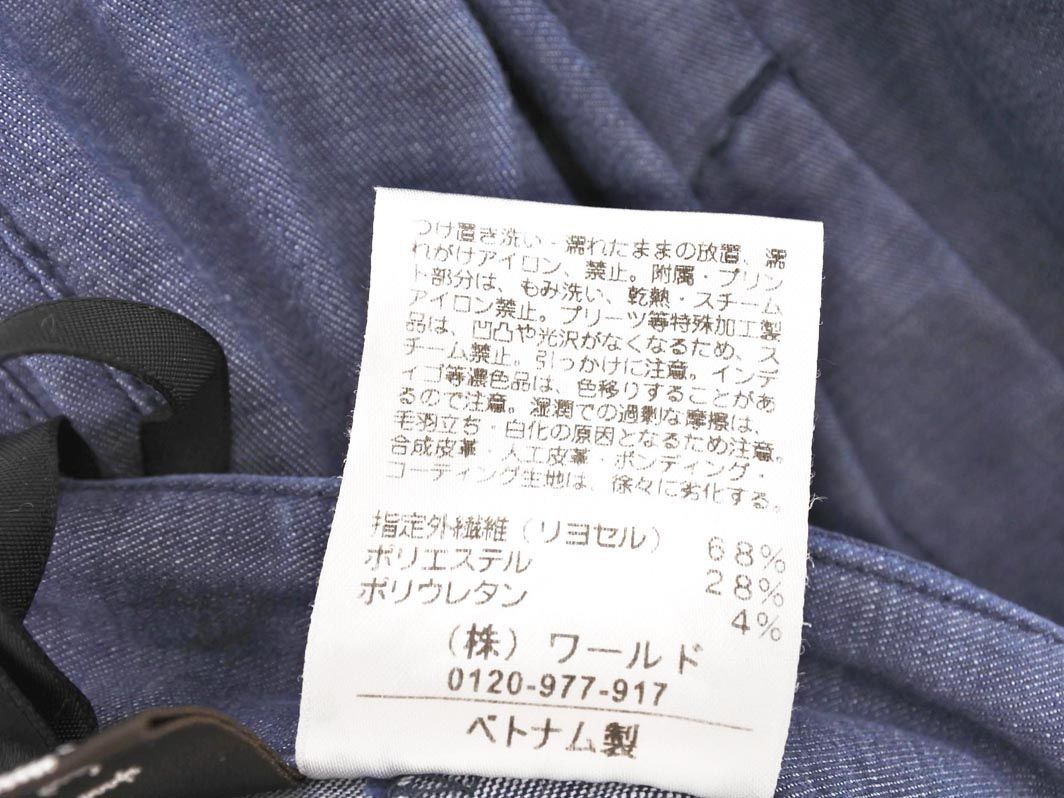 つけ置き洗い・濡れたままの放置、濡
れがけアイロン、禁止。附属・プリン
ト部分は、もみ洗い、乾熱・スチーム
アイロン禁止。プリーツ等特殊加工製
品は、凹凸や光沢がなくなるため、ス
チーム禁止。引っかけに注意。インデ
ィゴ等濃色品は、色移りすることがあ
るので注意。湿潤での過剰な摩擦は、
毛羽立ち・白化の原因となるため注意。
合成皮革・人工皮革・ボンディング・
コーティング生地は、徐々に劣化する。
指定外繊維(リヨセル) 68%
ポリエステル 28%
ポリウレタン 4%
(株)ワールド
0120-977-917
ベトナム製